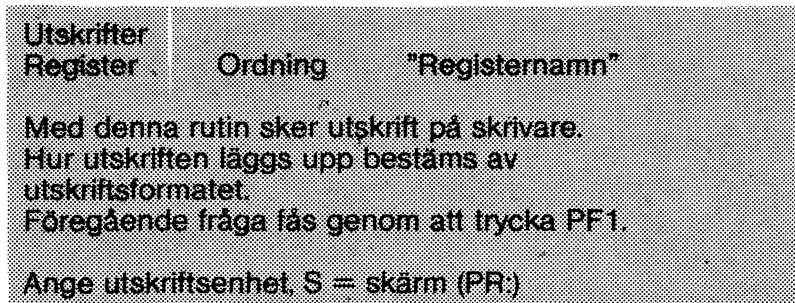 Utskrifter
Register Ordning "Registernamn"
Med denna rutin sker utskrift på skrivare.
Hur utskriften läggs upp bestäms av
utskriftsformatet.
Föregående fråga fås genom att trycka PF1.
Ange utskriftsenhet, S = skärm (PR:)